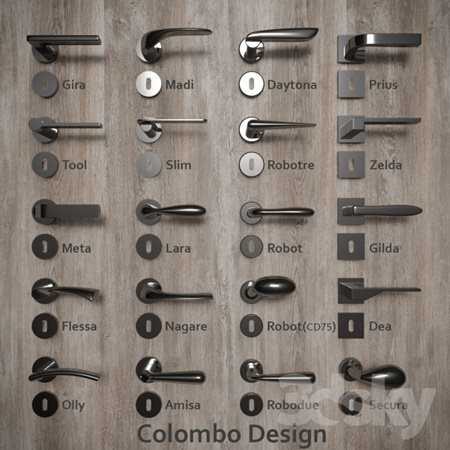 Gira Madi Daytona Prius
Tool Slim Robotre Zelda
Meta Lara Robot Gilda
Flessa Nagare Robot(CD75) Dea
Olly Amisa Robodue Secura
3dsky
Colombo Design